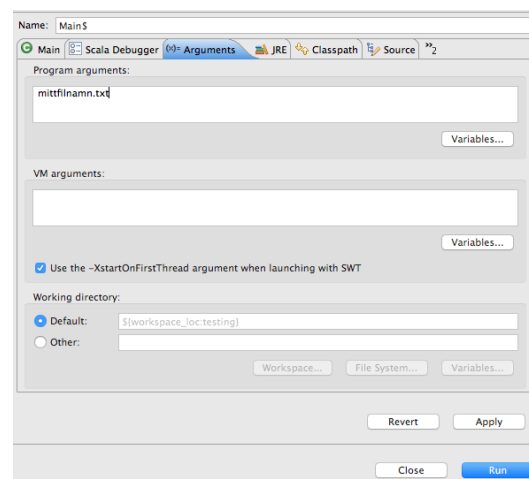 Name: Main$
Main Scala Debugger (x)= Arguments JRE Classpath Source »2
Program arguments:
mittfilnamn.txt
Variables...
VM arguments:
Variables...
Use the -XstartOnFirstThread argument when launching with SWT
Working directory:
Default: ${workspace_loc:testing}
Other:
Workspace... File System... Variables...
Revert Apply
Close Run